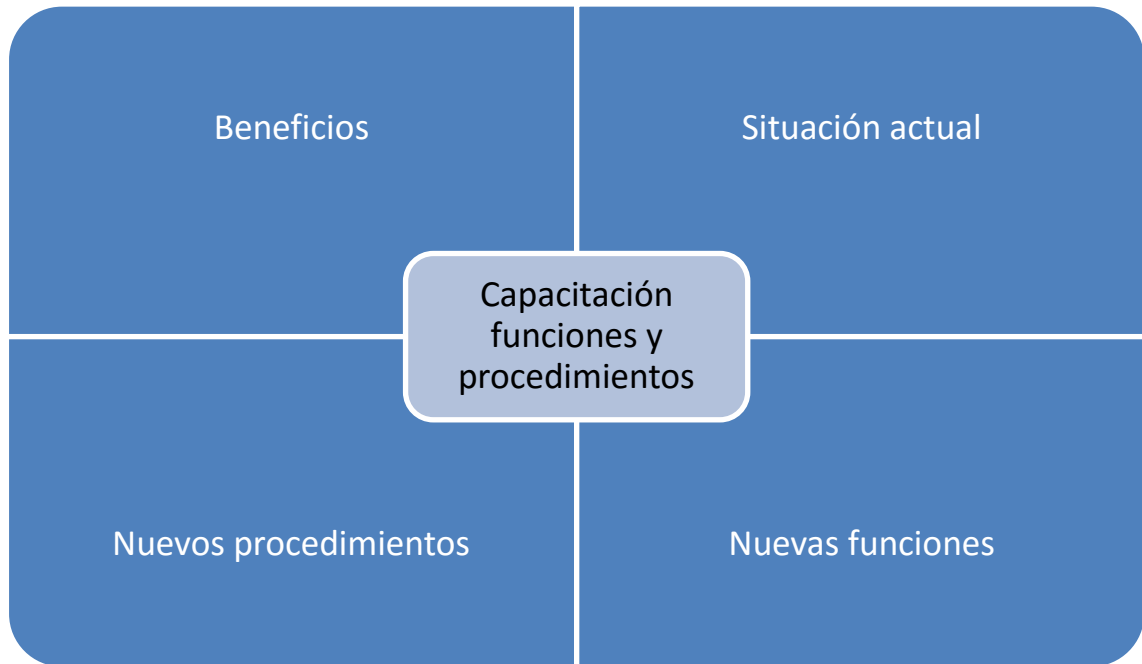 Beneficios
Situación actual
Capacitación
funciones y
procedimientos
Nuevos procedimientos
Nuevas funciones